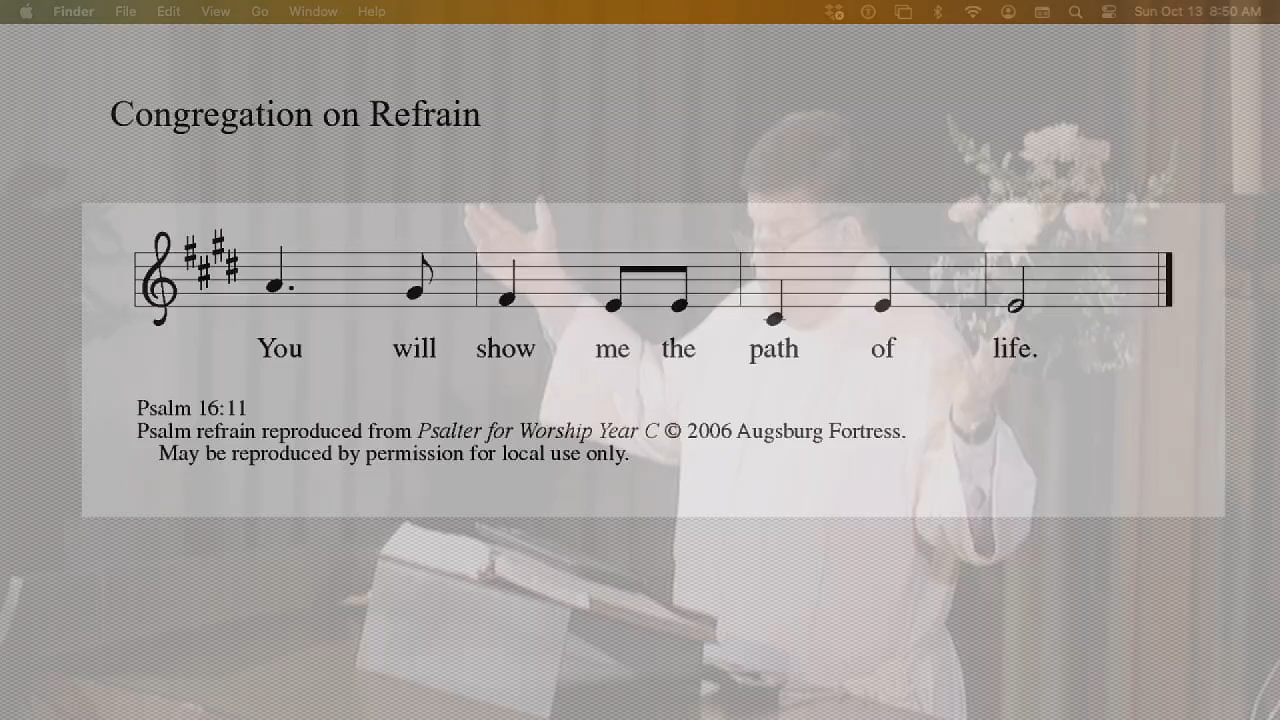 Finder File Edit View Go Window Help Sun Oct 13 8:50 AM
Congregation on Refrain
You will show me the path of life.
Psalm 16:11
Psalm refrain reproduced from Psalter for Worship Year C © 2006 Augsburg Fortress.
May be reproduced by permission for local use only.